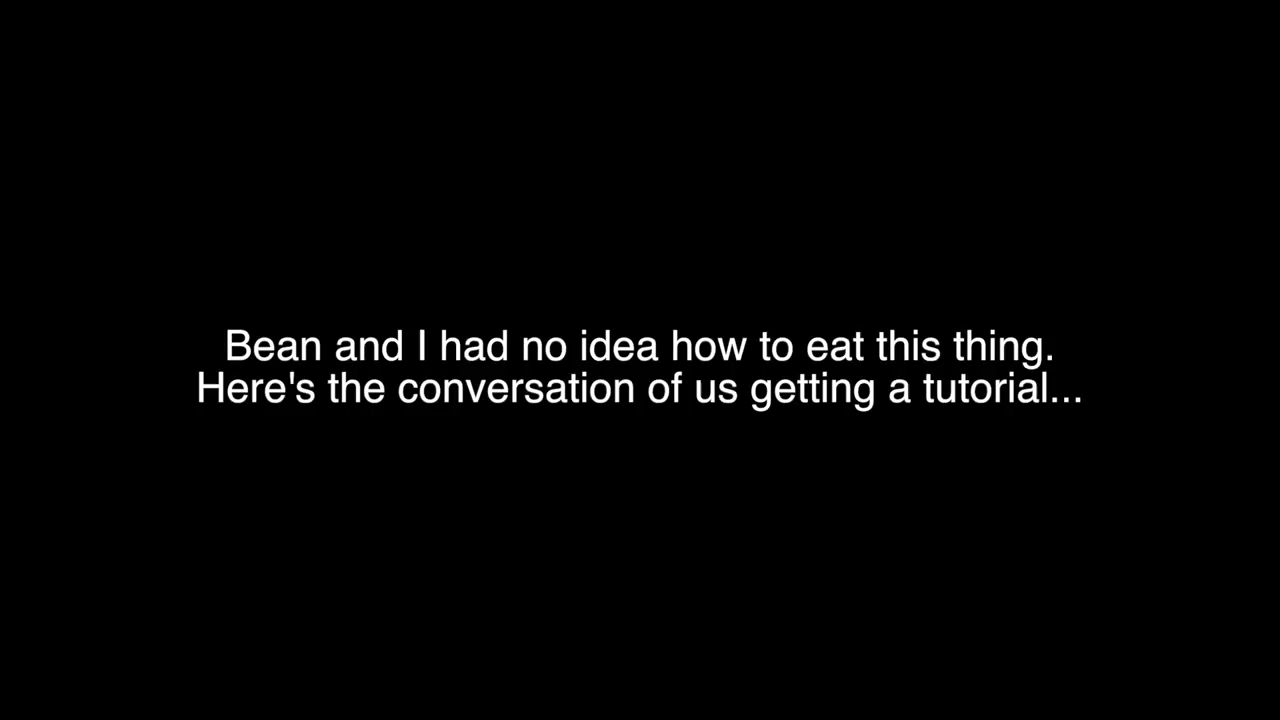 Bean and I had no idea how to eat this thing.
Here's the conversation of us getting a tutorial...